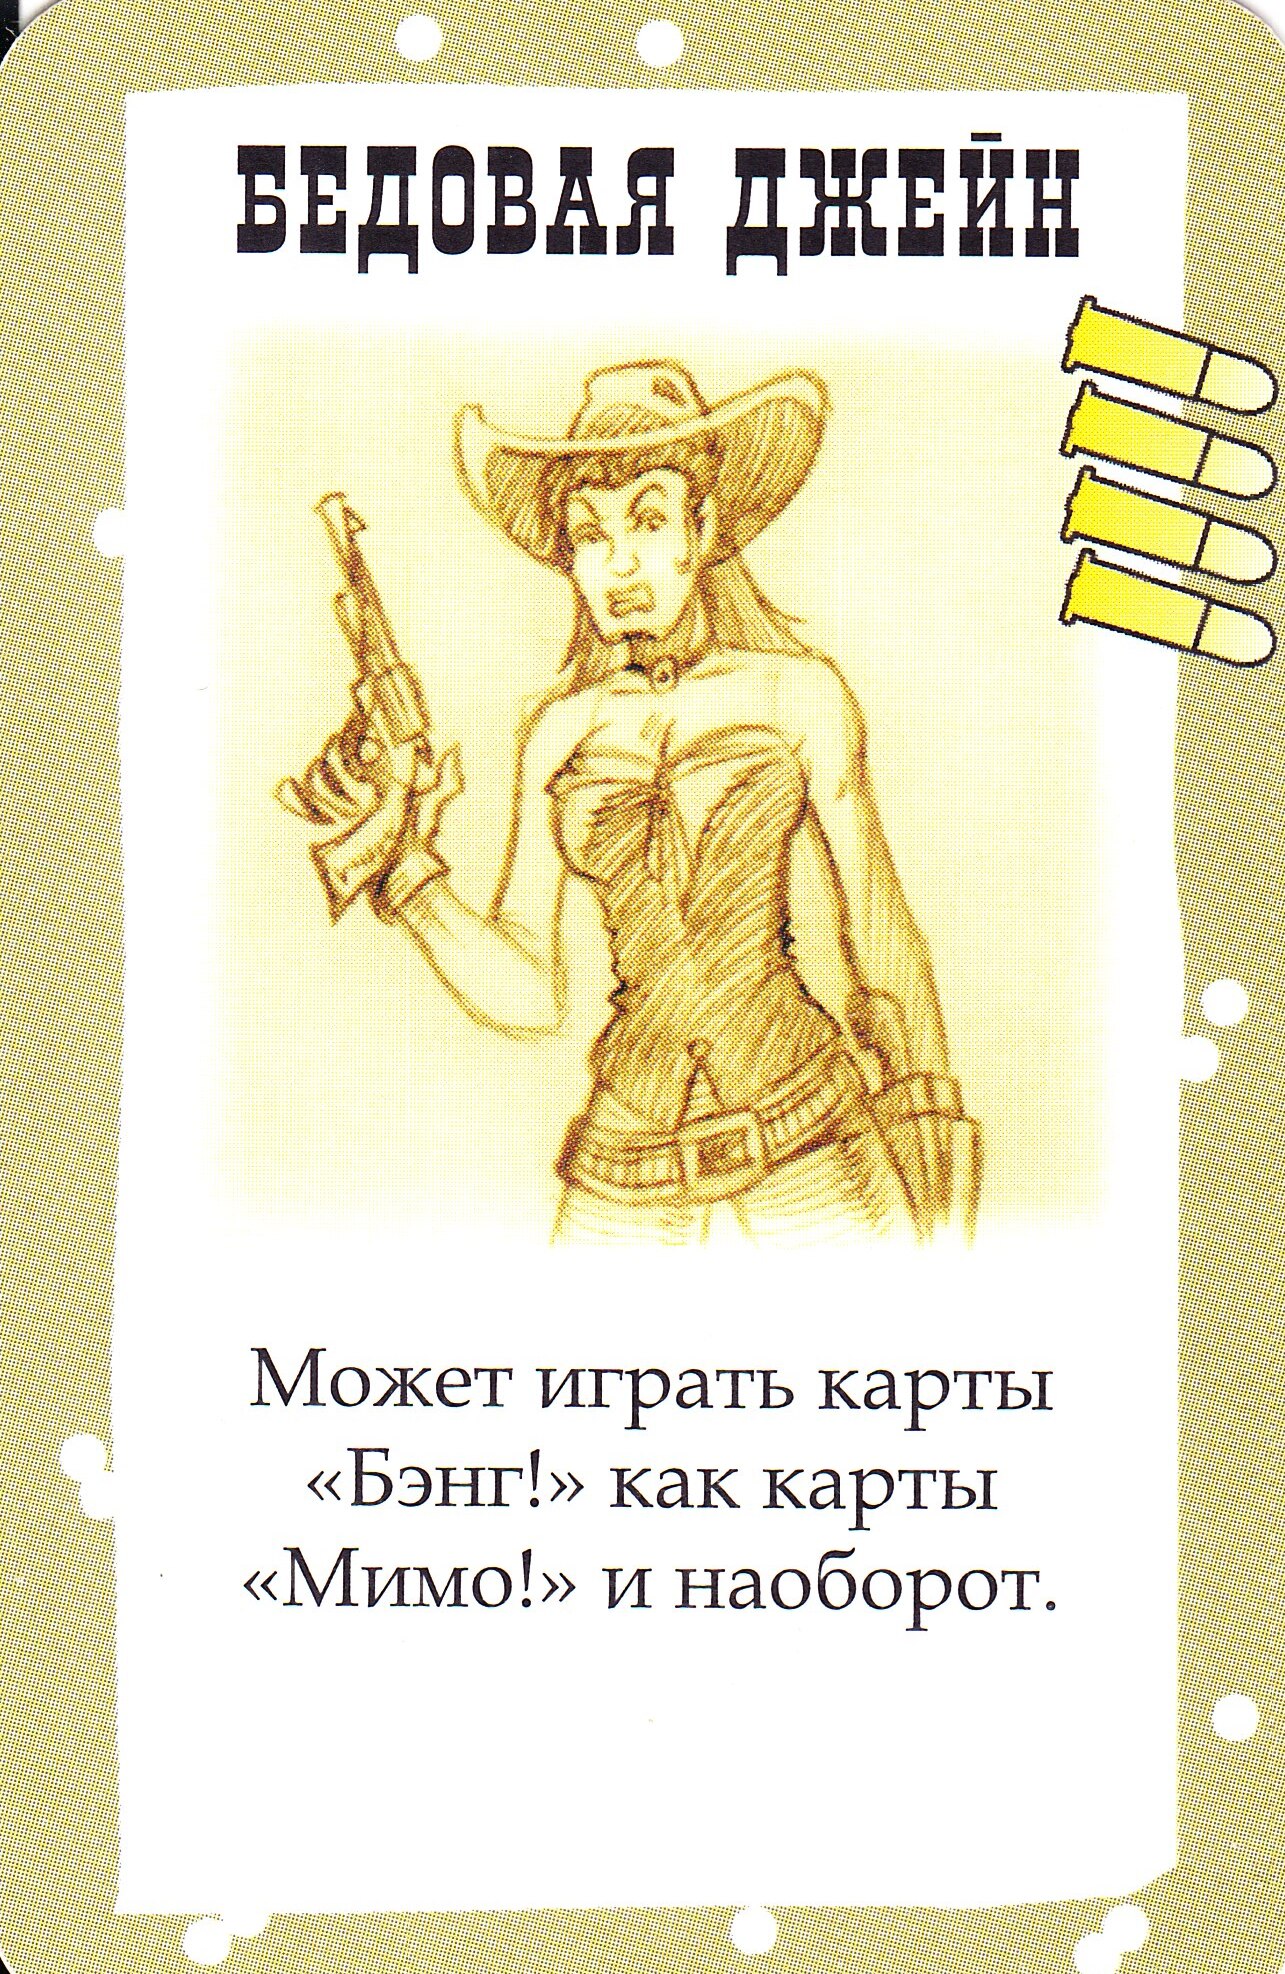 БЕДОВАЯ ДЖЕЙН
Может играть карты
«Бэнг!» как карты
«Мимо!» и наоборот.